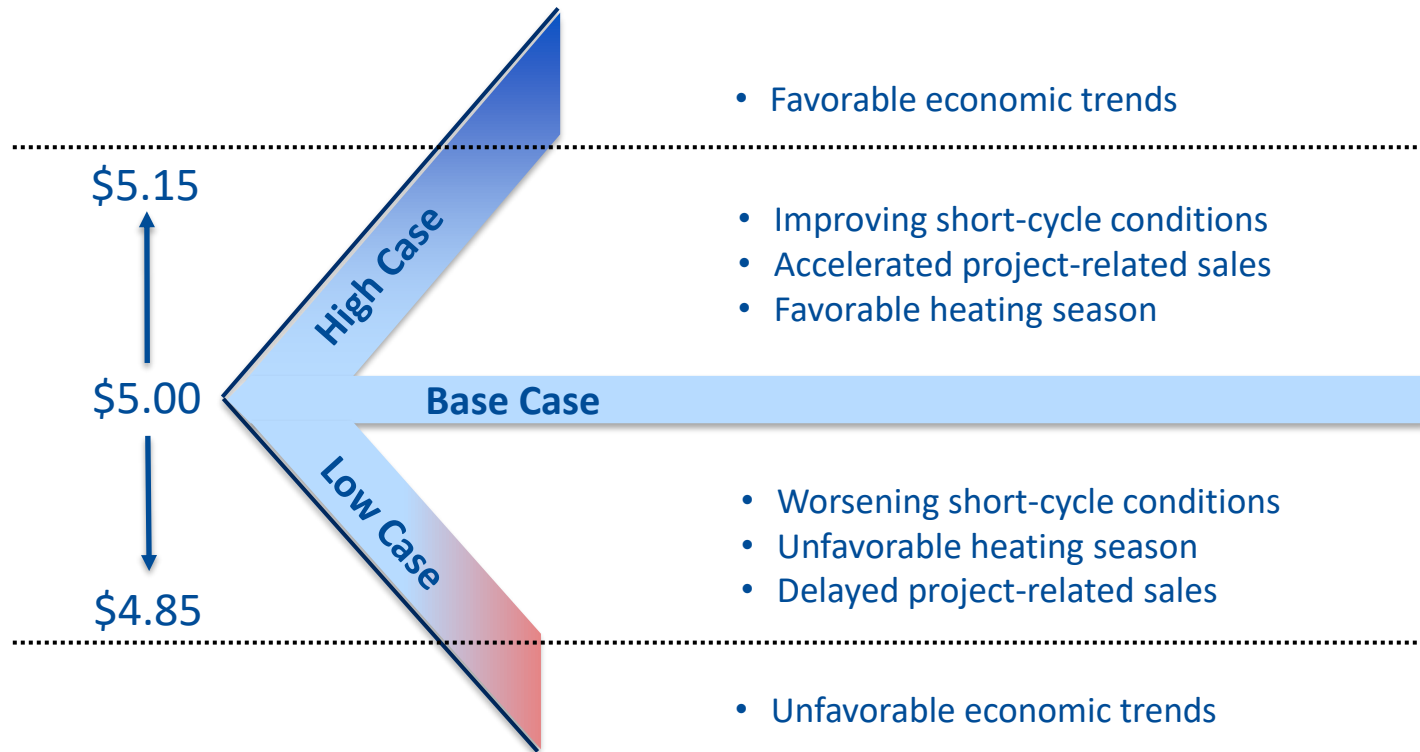 • Favorable economic trends
$5.15
• Improving short-cycle conditions
• Accelerated project-related sales
• Favorable heating season
High Case
$5.00
Base Case
Low Case
• Worsening short-cycle conditions
• Unfavorable heating season
• Delayed project-related sales
$4.85
• Unfavorable economic trends